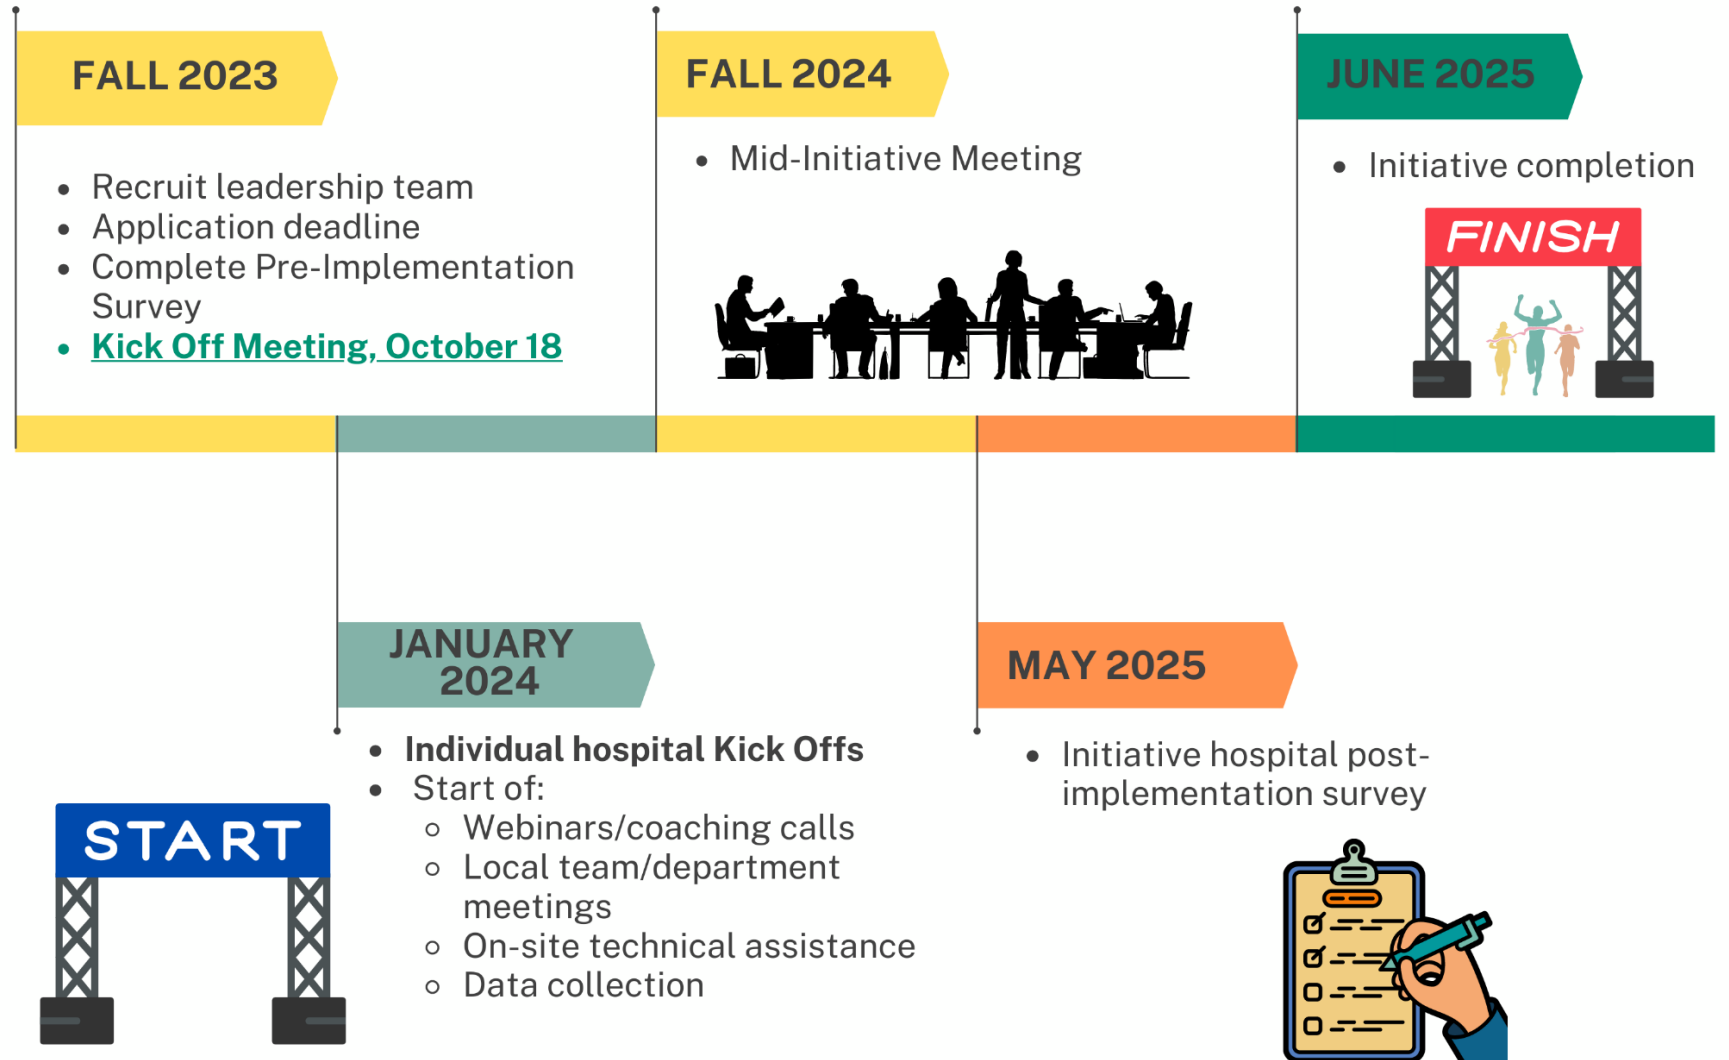 FALL 2023
• Recruit leadership team
• Application deadline
• Complete Pre-Implementation
Survey
• Kick Off Meeting, October 18
FALL 2024
• Mid-Initiative Meeting
JUNE 2025
• Initiative completion
FINISH
START
JANUARY
2024
• Individual hospital Kick Offs
• Start of:
○ Webinars/coaching calls
○ Local team/department
meetings
○ On-site technical assistance
○ Data collection
MAY 2025
• Initiative hospital post-
implementation survey